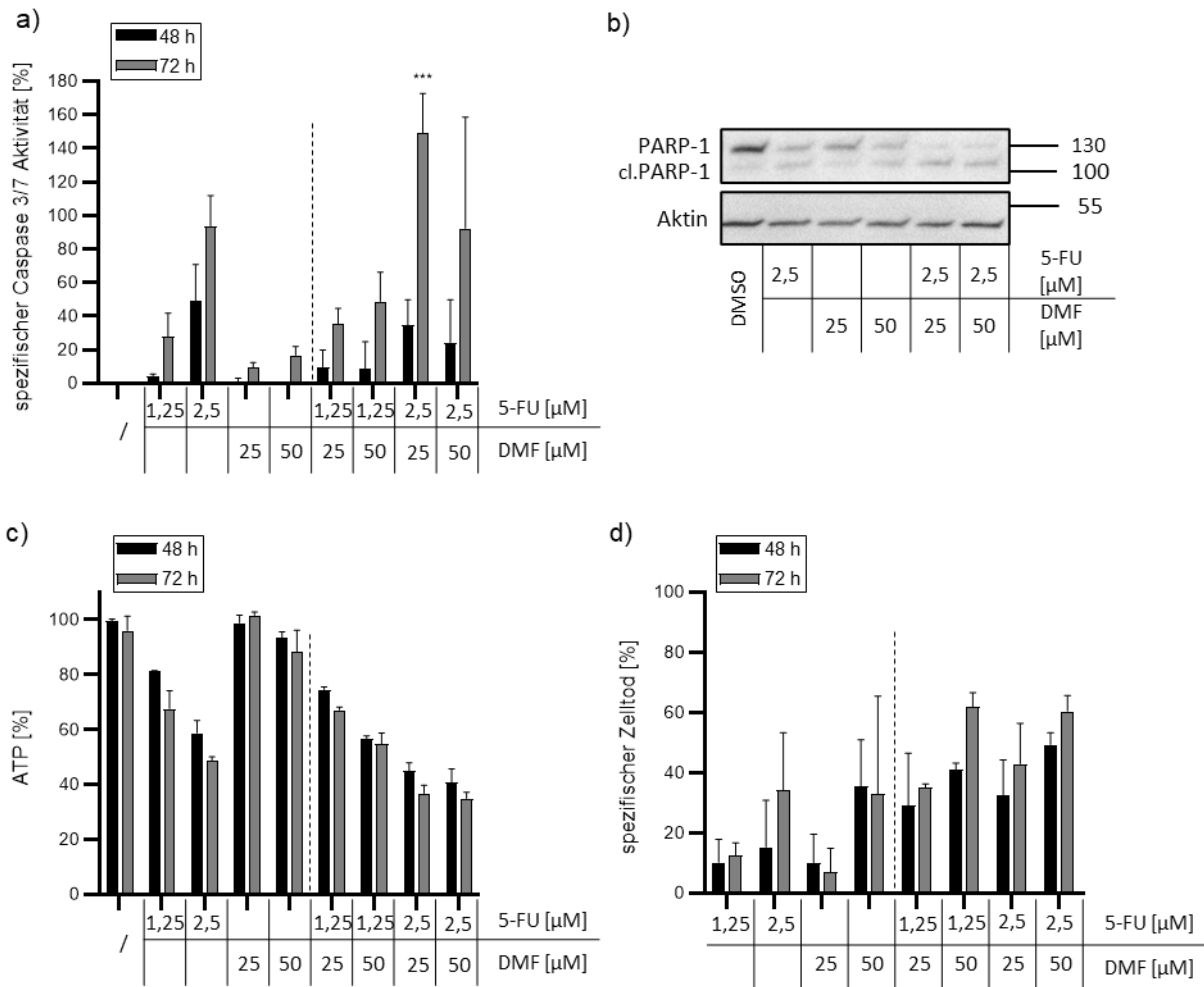 a)
48 h
72 h
spezifischer Caspase 3/7 Aktivität [%]
180
160
140
120
100
80
60
40
20
0
***
/ 1,25 2,5 1,25 1,25 2,5 2,5 5-FU [µM]
25 50 25 50 25 50 DMF [µM]
b)
PARP-1 130
cl.PARP-1 100
55
Aktin
DMSO
2,5 2,5 2,5 5-FU
[µM]
25 50 25 50 DMF
[µM]
c)
48 h
72 h
ATP [%]
100
80
60
40
20
0
/ 1,25 2,5 1,25 1,25 2,5 2,5 5-FU [µM]
25 50 25 50 25 50 DMF [µM]
d)
48 h
72 h
spezifischer Zelltod [%]
100
80
60
40
20
0
1,25 2,5 1,25 1,25 2,5 2,5 5-FU [µM]
25 50 25 50 25 50 DMF [µM]